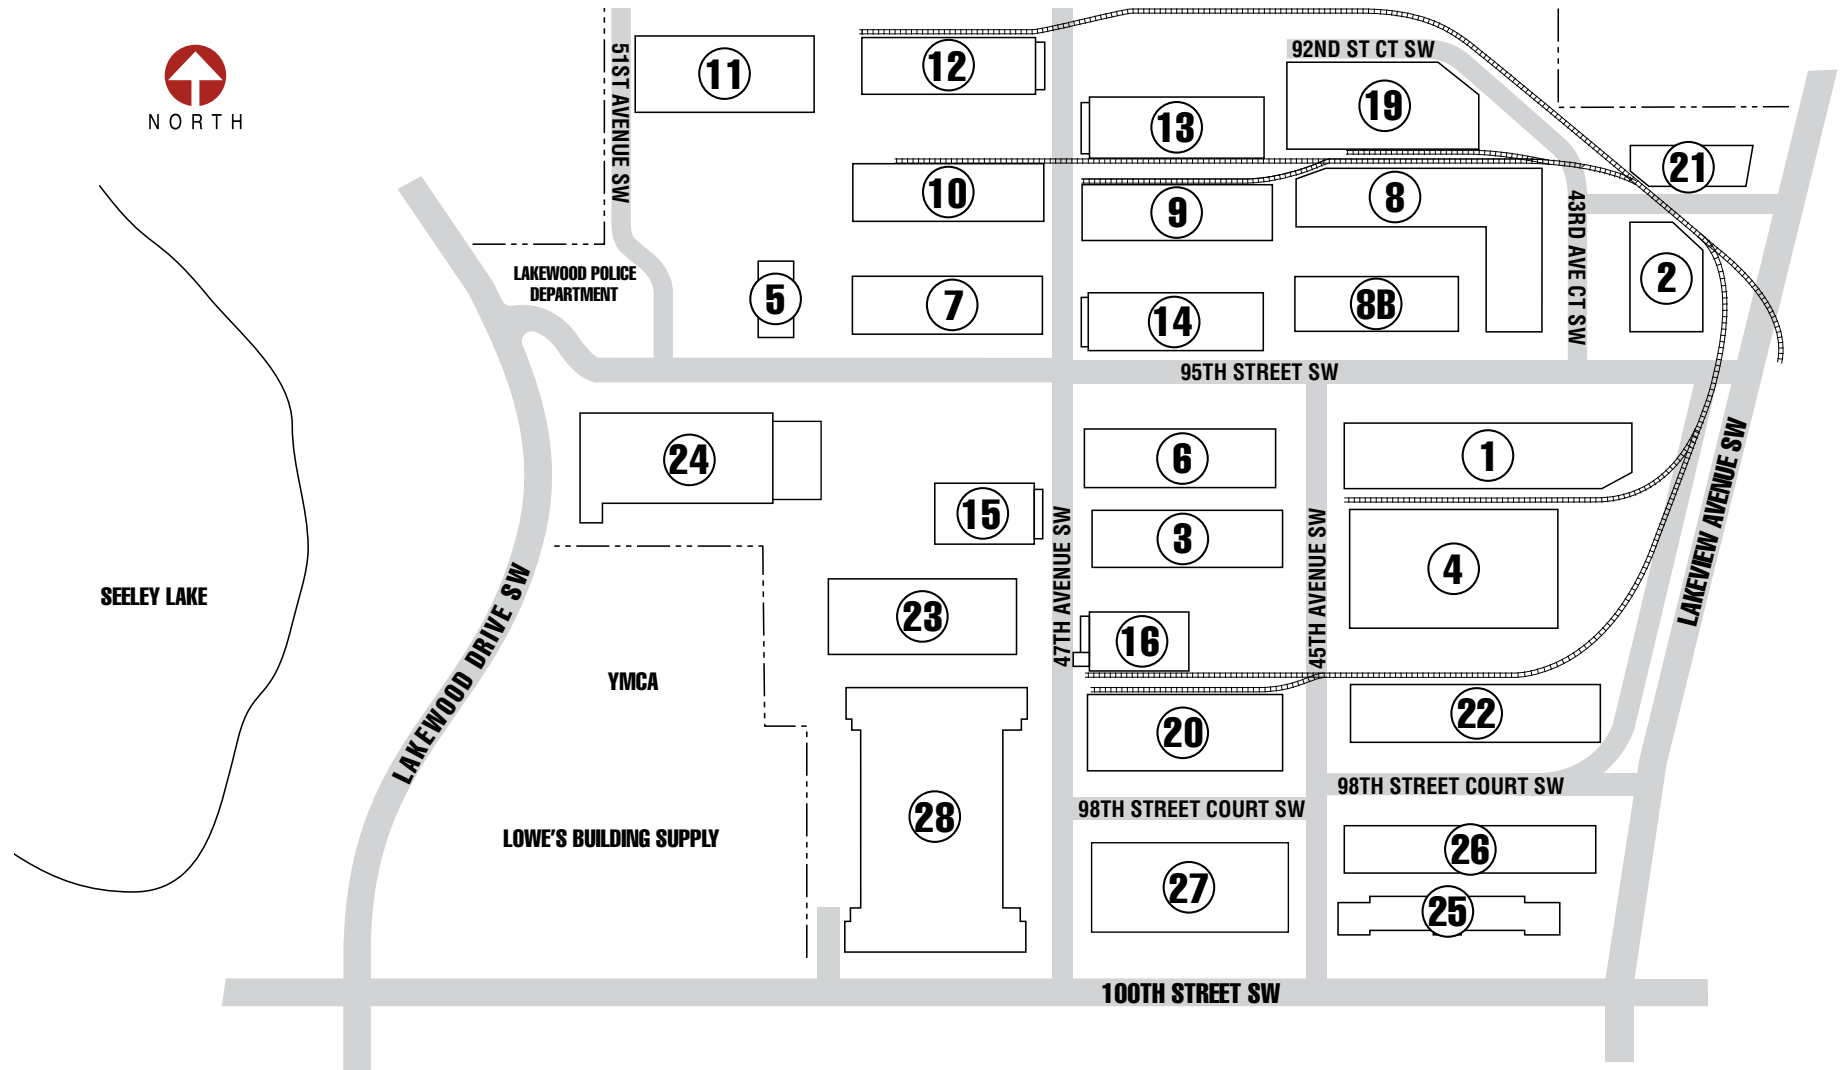 NORTH
51ST AVENUE SW
11
12
92ND ST CT SW
13
19
21
10
9
8
43RD AVE CT SW
2
LAKEWOOD POLICE
DEPARTMENT
5
7
14
8B
95TH STREET SW
24
6
1
LAKEVIEW AVENUE SW
15
3
47TH AVENUE SW
45TH AVENUE SW
4
SEELEY LAKE
LAKEWOOD DRIVE SW
23
16
YMCA
20
22
98TH STREET COURT SW
98TH STREET COURT SW
28
LOWE'S BUILDING SUPPLY
26
27
25
100TH STREET SW